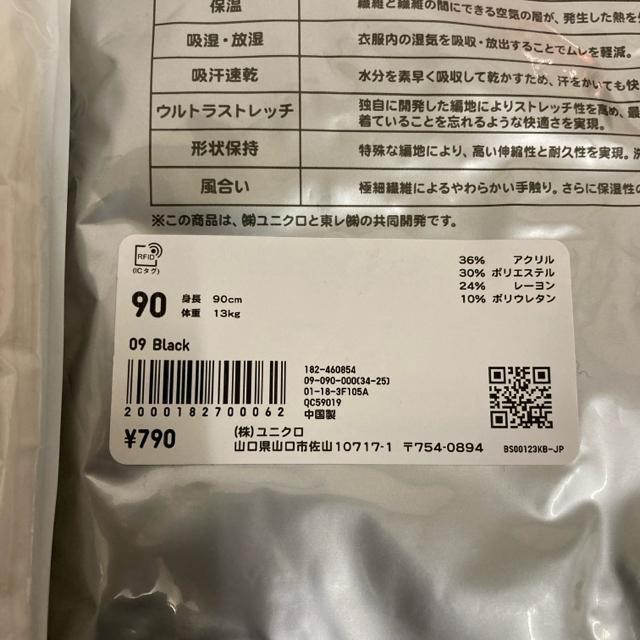 保温 繊維と繊維の間にできる空気の層が、発生した熱を
吸湿・放湿 衣服内の湿気を吸収・放出することでムレを軽減。
吸汗速乾 水分を素早く吸収して乾かすため、汗をかいても快
ウルトラストレッチ 独自に開発した編地によりストレッチ性を高め、最
着ていることを忘れるような快適さを実現。
形状保持 特殊な編地により、高い伸縮性と耐久性を実現。洗
風合い 極細繊維によるやわらかい手触り。さらに保湿性の
※この商品は、㈱ユニクロと東レ㈱の共同開発です。
RFID
(ICタグ)
36% アクリル
30% ポリエステル
24% レーヨン
10% ポリウレタン
90 身長 90cm
体重 13kg
09 Black
182-460854
09-090-000(34-25)
01-18-3F105A
QC59019
中国製
2000182700062
¥790
(株)ユニクロ
山口県山口市佐山10717-1 〒754-0894
BS00123KB-JP